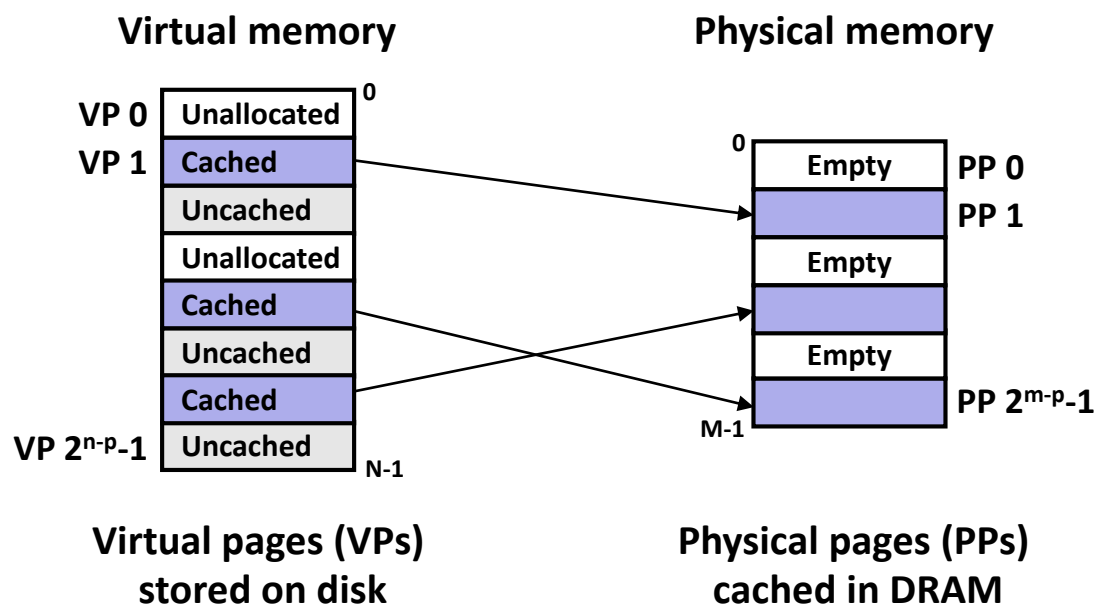 Virtual memory
Physical memory
0
VP 0
Unallocated
VP 1
Cached
Uncached
Unallocated
Cached
Uncached
Cached
VP 2ⁿ⁻ᵖ-1
Uncached
N-1
0
Empty
PP 0
PP 1
Empty
Empty
PP 2ᵐ⁻ᵖ-1
M-1
Virtual pages (VPs)
stored on disk
Physical pages (PPs)
cached in DRAM